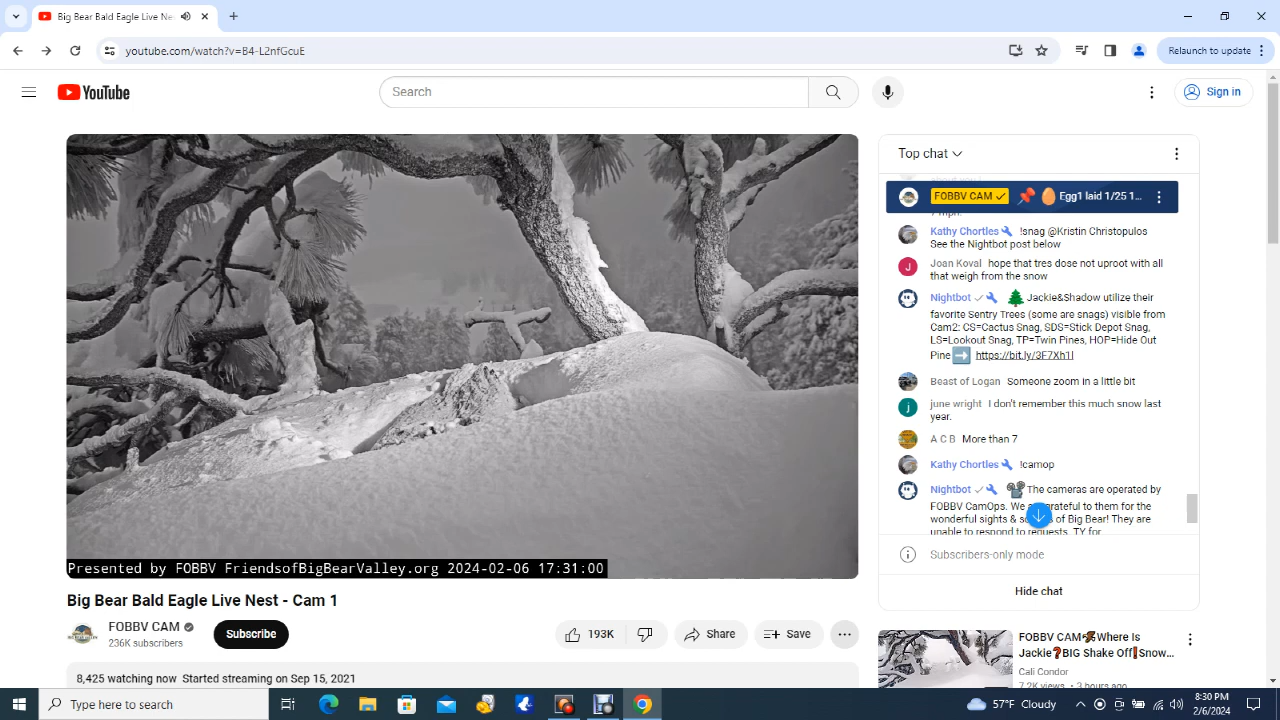 Big Bear Bald Eagle Live Ne
youtube.com/watch?v=B4-L2nfGcuE
Relaunch to update
YouTube
Search
Sign in
Top chat
FOBBV CAM ✓ 📌 🥚 Egg1 laid 1/25 1...
7 mph.
Kathy Chortles !snag @Kristin Christopulos
See the Nightbot post below
J Joan Koval hope that tres dose not uproot with all
that weigh from the snow
Nightbot ✓ 🌲 Jackie&Shadow utilize their
favorite Sentry Trees (some are snags) visible from
Cam2: CS=Cactus Snag, SDS=Stick Depot Snag,
LS=Lookout Snag, TP=Twin Pines, HOP=Hide Out
Pine ➡ https://bit.ly/3F7Xh1I
Beast of Logan Someone zoom in a little bit
j june wright I don't remember this much snow last
year.
A C B More than 7
Kathy Chortles !camop
Nightbot ✓ 🎥 The cameras are operated by
FOBBV CamOps. We a grateful to them for the
wonderful sights & s of Big Bear! They are
unable to respond to requests. TY for
Subscribers-only mode
Hide chat
Presented by FOBBV FriendsofBigBearValley.org 2024-02-06 17:31:00
Big Bear Bald Eagle Live Nest - Cam 1
FOBBV CAM
236K subscribers
Subscribe
193K
Share
Save
8,425 watching now Started streaming on Sep 15, 2021
FOBBV CAM🍂Where Is
Jackie❓BIG Shake Off❗Snow...
Cali Condor
7.2K views • 3 hours ago
Type here to search
57°F Cloudy
8:30 PM
2/6/2024